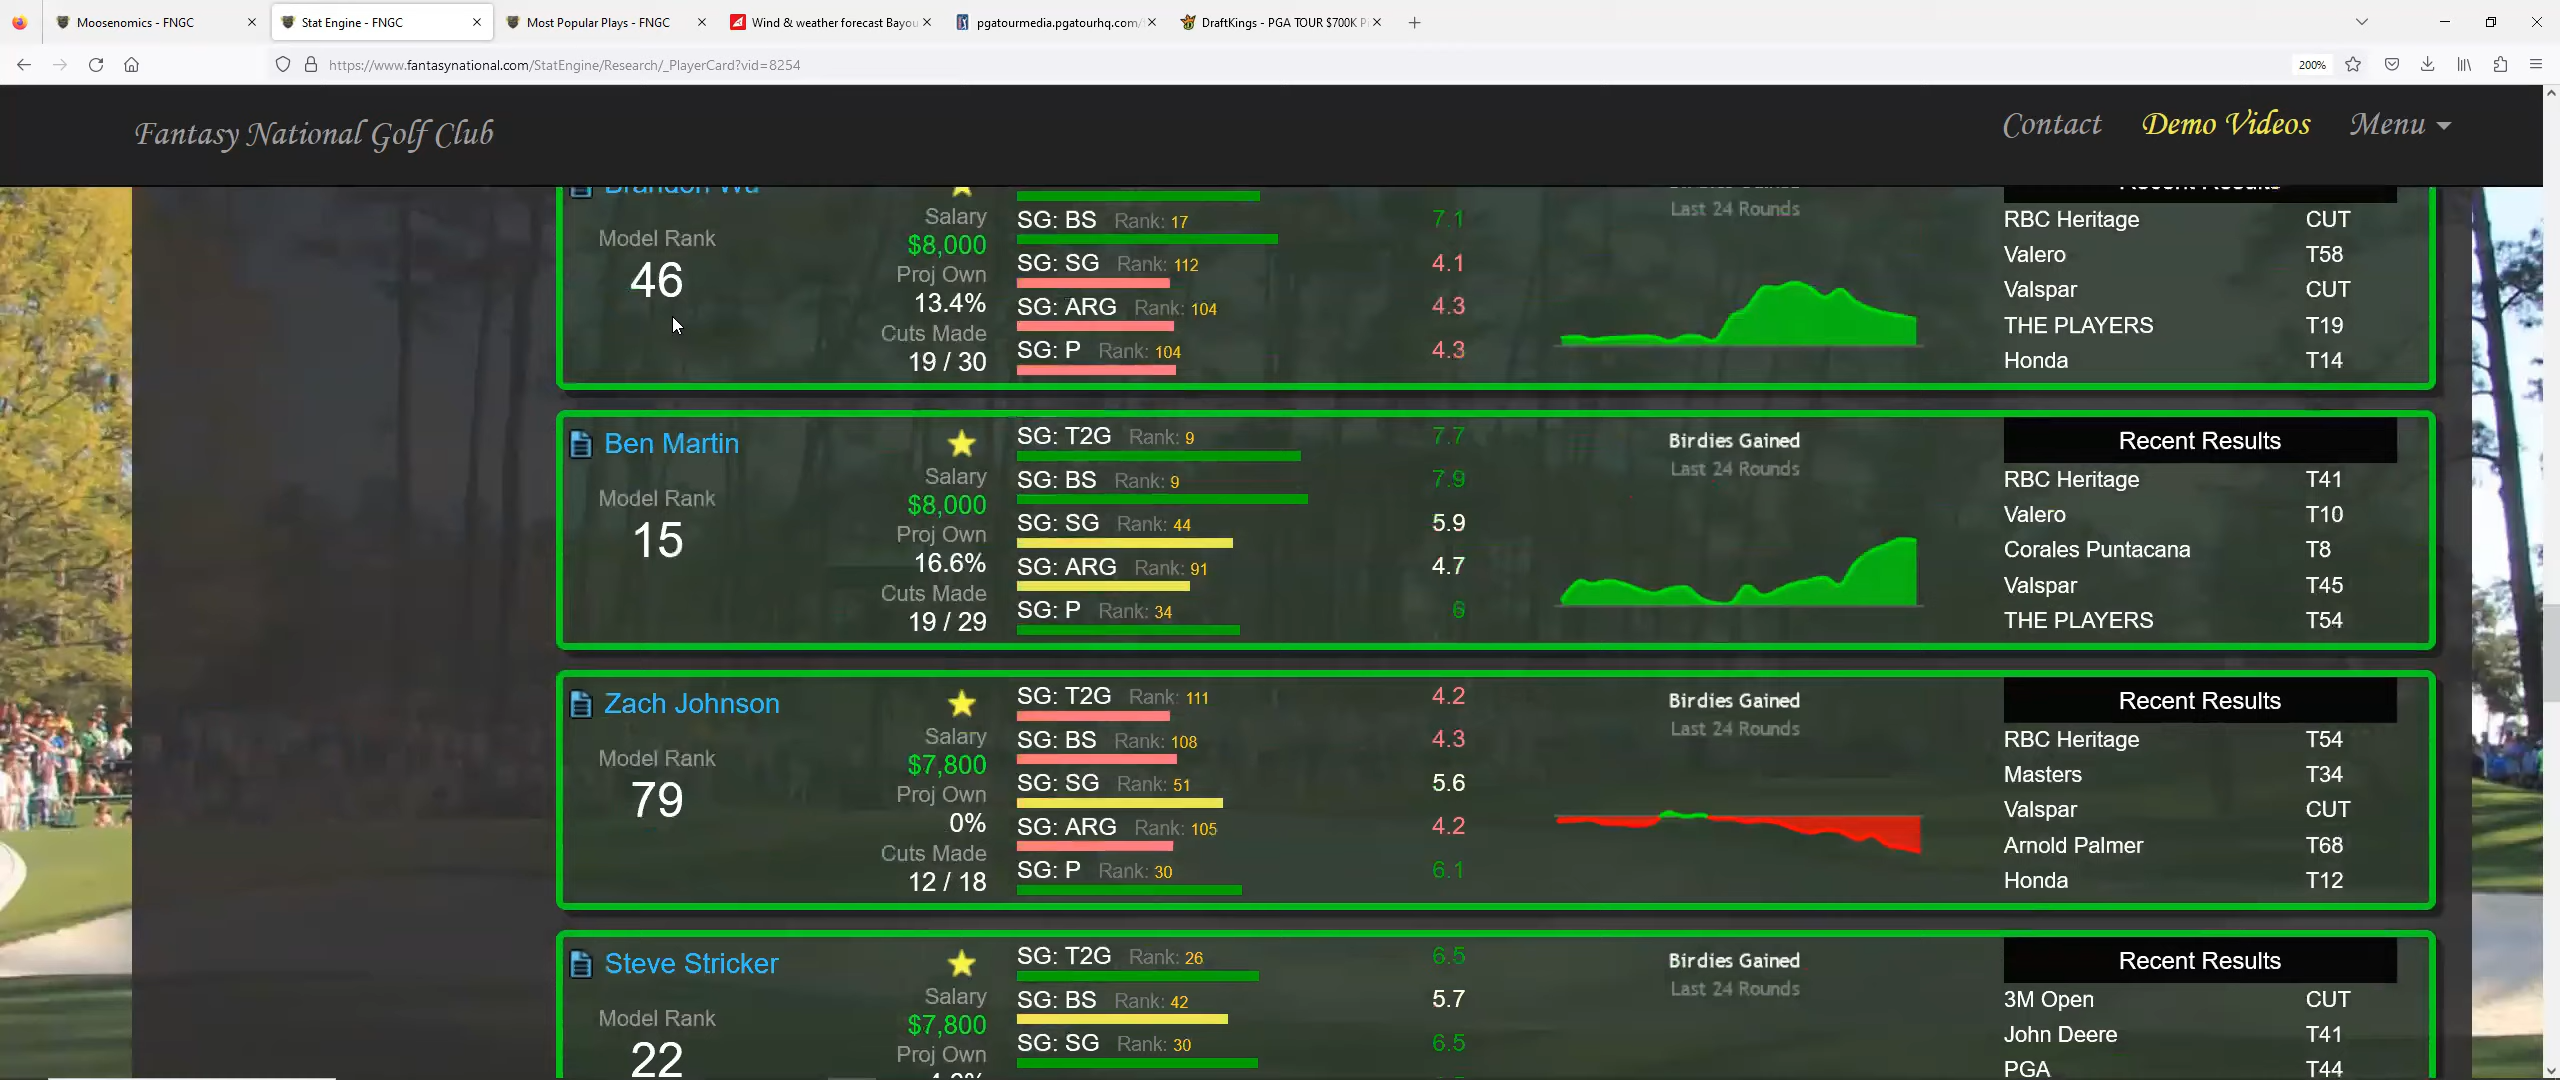 Moosenomics - FNGC
Stat Engine - FNGC
Most Popular Plays - FNGC
Wind & weather forecast Bayou
pgatourmedia.pgatourhq.com/
DraftKings - PGA TOUR $700K P
https://www.fantasynational.com/StatEngine/Research/_PlayerCard?vid=8254
200%
Fantasy National Golf Club
Contact
Demo Videos
Menu
Brandon Wu
Model Rank
46
Salary
$8,000
Proj Own
13.4%
Cuts Made
19 / 30
SG: BS Rank: 17 7.1
SG: SG Rank: 112 4.1
SG: ARG Rank: 104 4.3
SG: P Rank: 104 4.3
Birdies Gained
Last 24 Rounds
Recent Results
RBC Heritage CUT
Valero T58
Valspar CUT
THE PLAYERS T19
Honda T14
Ben Martin
Model Rank
15
Salary
$8,000
Proj Own
16.6%
Cuts Made
19 / 29
SG: T2G Rank: 9 7.7
SG: BS Rank: 9 7.9
SG: SG Rank: 44 5.9
SG: ARG Rank: 91 4.7
SG: P Rank: 34 6
Birdies Gained
Last 24 Rounds
Recent Results
RBC Heritage T41
Valero T10
Corales Puntacana T8
Valspar T45
THE PLAYERS T54
Zach Johnson
Model Rank
79
Salary
$7,800
Proj Own
0%
Cuts Made
12 / 18
SG: T2G Rank: 111 4.2
SG: BS Rank: 108 4.3
SG: SG Rank: 51 5.6
SG: ARG Rank: 105 4.2
SG: P Rank: 30 6.1
Birdies Gained
Last 24 Rounds
Recent Results
RBC Heritage T54
Masters T34
Valspar CUT
Arnold Palmer T68
Honda T12
Steve Stricker
Model Rank
22
Salary
$7,800
Proj Own
SG: T2G Rank: 26 6.5
SG: BS Rank: 42 5.7
SG: SG Rank: 30 6.5
Birdies Gained
Last 24 Rounds
Recent Results
3M Open CUT
John Deere T41
PGA T44